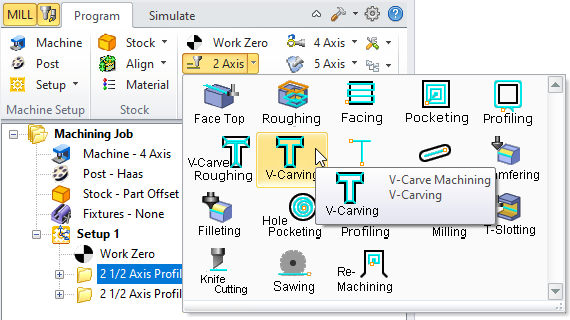 MILL Program Simulate
Machine Stock Work Zero 4 Axis
Post Align 2 Axis 5 Axis
Setup Material
Machine Setup Stock
Face Top Roughing Facing Pocketing Profiling
V-Carve Roughing V-Carving T mfering
Filleting Hole Pocketing Profiling Milling T-Slotting
Knife Cutting Sawing Re-Machining
V-Carving
V-Carve Machining
V-Carving
Machining Job
Machine - 4 Axis
Post - Haas
Stock - Part Offset
Fixtures - None
Setup 1
Work Zero
2 1/2 Axis Profil
2 1/2 Axis Profil